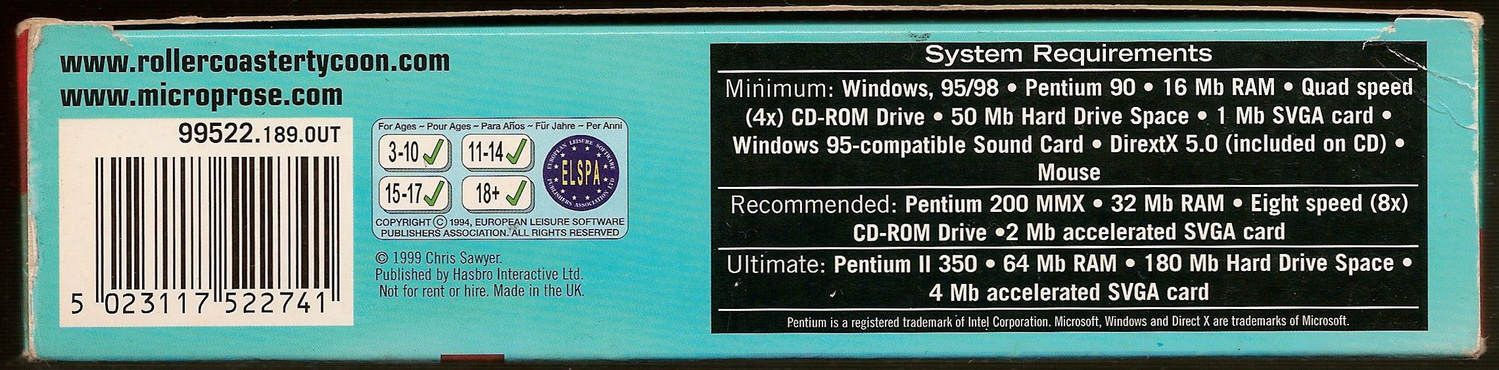 www.rollercoastertycoon.com
www.microprose.com
99522.189.OUT
5 023117 522741
For Ages ~ Pour Ages ~ Para Años ~ Für Jahre ~ Per Anni
3-10 11-14
15-17 18+
EUROPEAN LEISURE SOFTWARE
ELSPA
PUBLISHERS ASSOCIATION LTD
COPYRIGHT © 1994, EUROPEAN LEISURE SOFTWARE
PUBLISHERS ASSOCIATION. ALL RIGHTS RESERVED
© 1999 Chris Sawyer.
Published by Hasbro Interactive Ltd.
Not for rent or hire. Made in the UK.
System Requirements
Minimum: Windows, 95/98 • Pentium 90 • 16 Mb RAM • Quad speed
(4x) CD-ROM Drive • 50 Mb Hard Drive Space • 1 Mb SVGA card •
Windows 95-compatible Sound Card • DirextX 5.0 (included on CD) •
Mouse
Recommended: Pentium 200 MMX • 32 Mb RAM • Eight speed (8x)
CD-ROM Drive •2 Mb accelerated SVGA card
Ultimate: Pentium II 350 • 64 Mb RAM • 180 Mb Hard Drive Space •
4 Mb accelerated SVGA card
Pentium is a registered trademark of Intel Corporation. Microsoft, Windows and Direct X are trademarks of Microsoft.